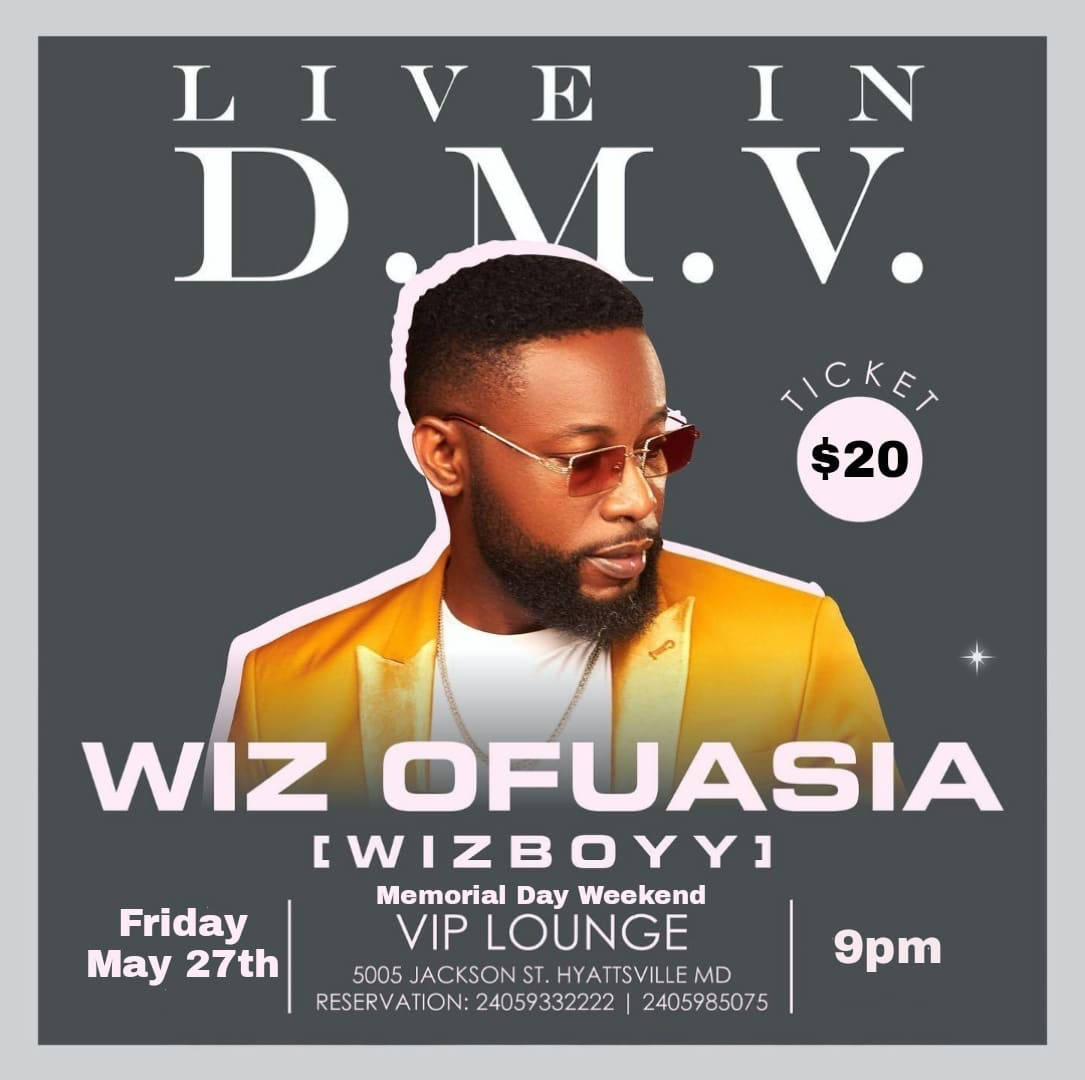 LIVE IN
D.M.V.
TICKET
$20
WIZ OFUASIA
[WIZBOYY]
Memorial Day Weekend
VIP LOUNGE
5005 JACKSON ST. HYATTSVILLE MD
RESERVATION: 24059332222 | 2405985075
Friday
May 27th
9pm